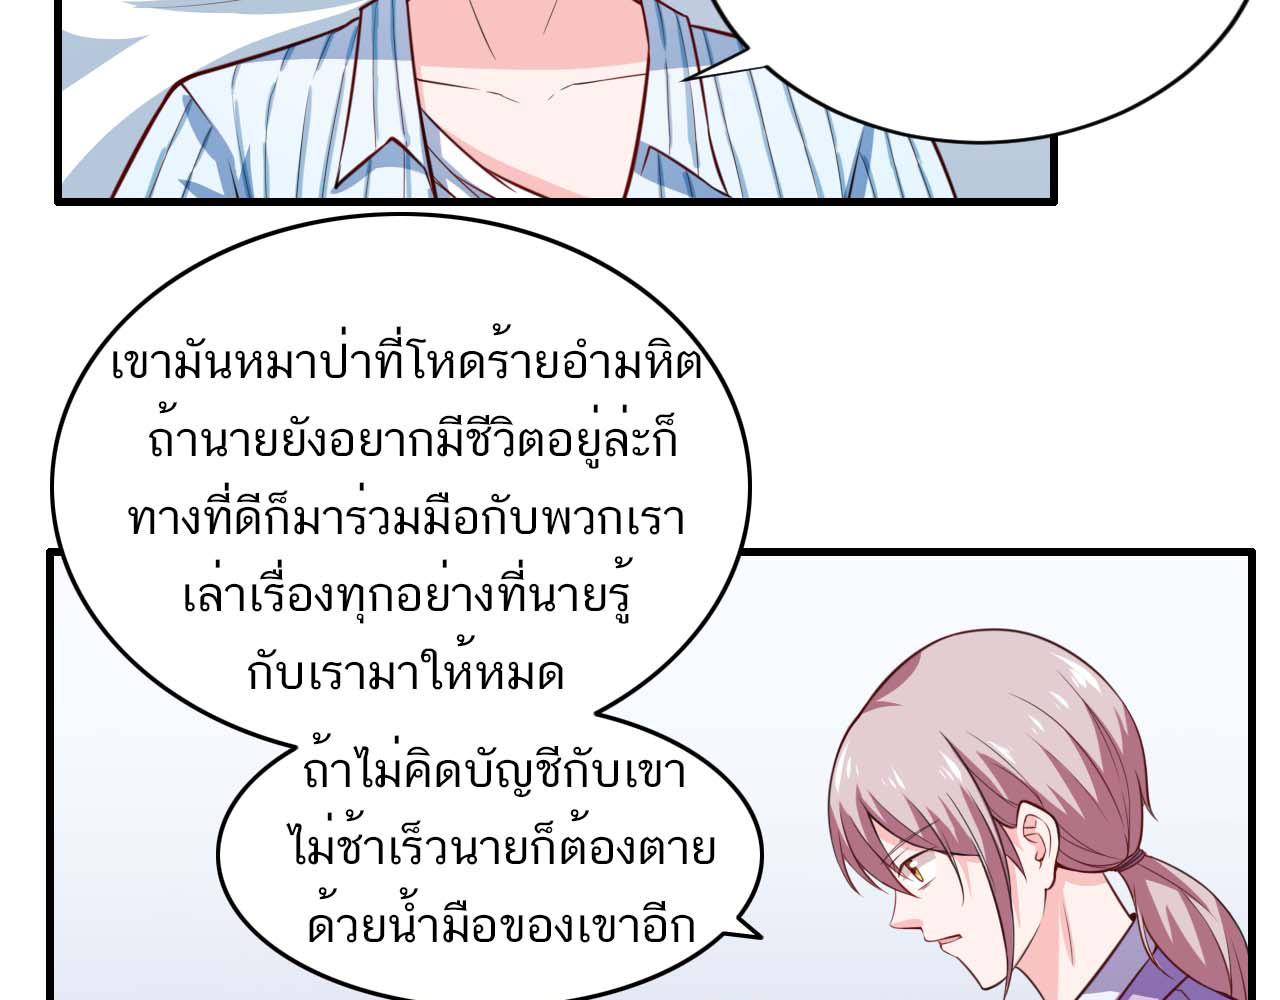 เขามันหมาป่าที่โหดร้ายอำมหิต
ถ้านายยังอยากมีชีวิตอยู่ล่ะก็
ทางที่ดีก็มาร่วมมือกับพวกเรา
เล่าเรื่องทุกอย่างที่นายรู้
กับเรามาให้หมด
ถ้าไม่คิดบัญชีกับเขา
ไม่ช้าเร็วนายก็ต้องตาย
ด้วยน้ำมือของเขาอีก